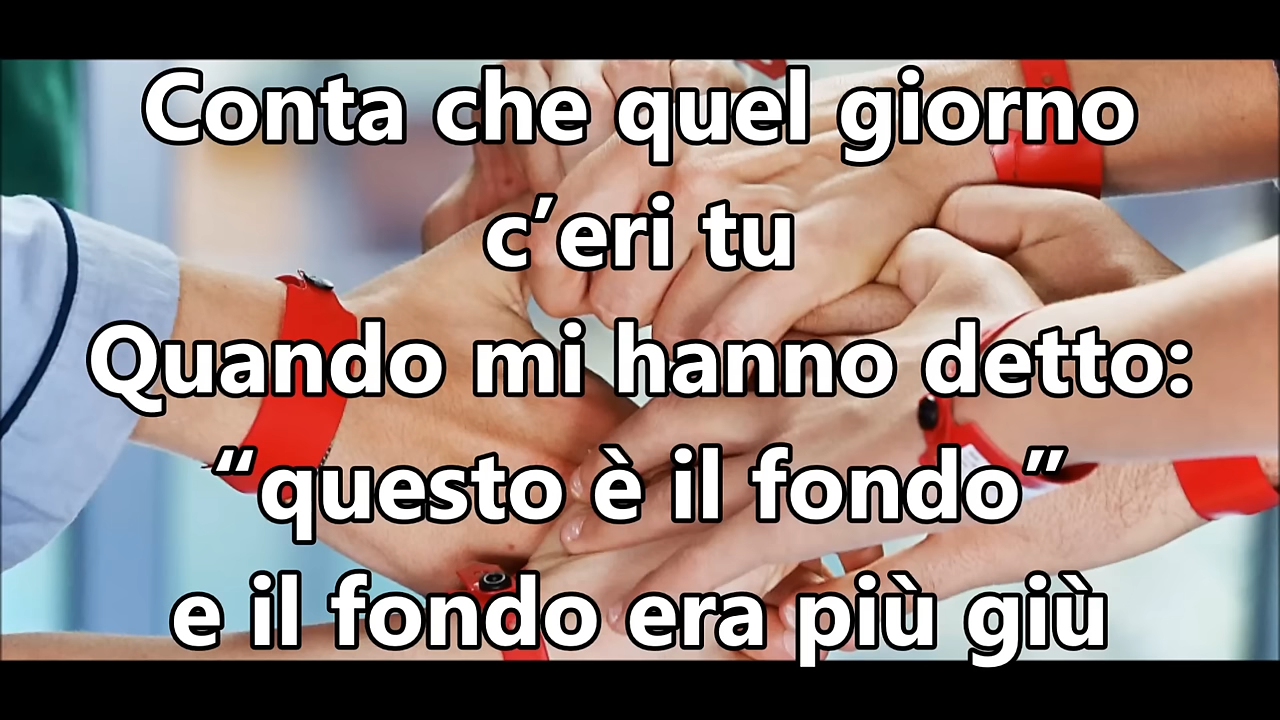 Conta che quel giorno
c’eri tu
Quando mi hanno detto:
“questo è il fondo”
e il fondo era più giù